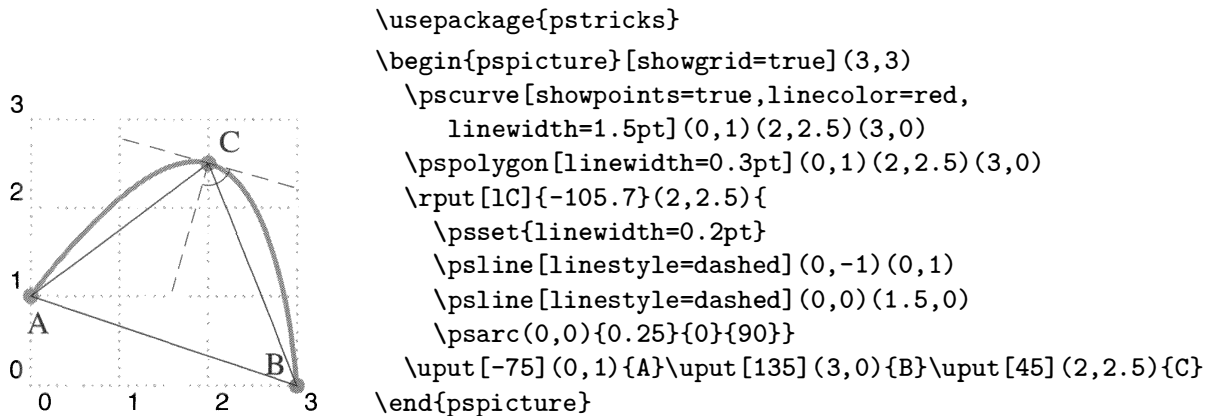 \usepackage{pstricks}
\begin{pspicture}[showgrid=true](3,3)
\pscurve[showpoints=true,linecolor=red,
linewidth=1.5pt](0,1)(2,2.5)(3,0)
\pspolygon[linewidth=0.3pt](0,1)(2,2.5)(3,0)
\rput[lC]{-105.7}(2,2.5){
\psset{linewidth=0.2pt}
\psline[linestyle=dashed](0,-1)(0,1)
\psline[linestyle=dashed](0,0)(1.5,0)
\psarc(0,0){0.25}{0}{90}}
\uput[-75](0,1){A}\uput[135](3,0){B}\uput[45](2,2.5){C}
\end{pspicture}
3
C
2
1
A
B
0
0 1 2 3